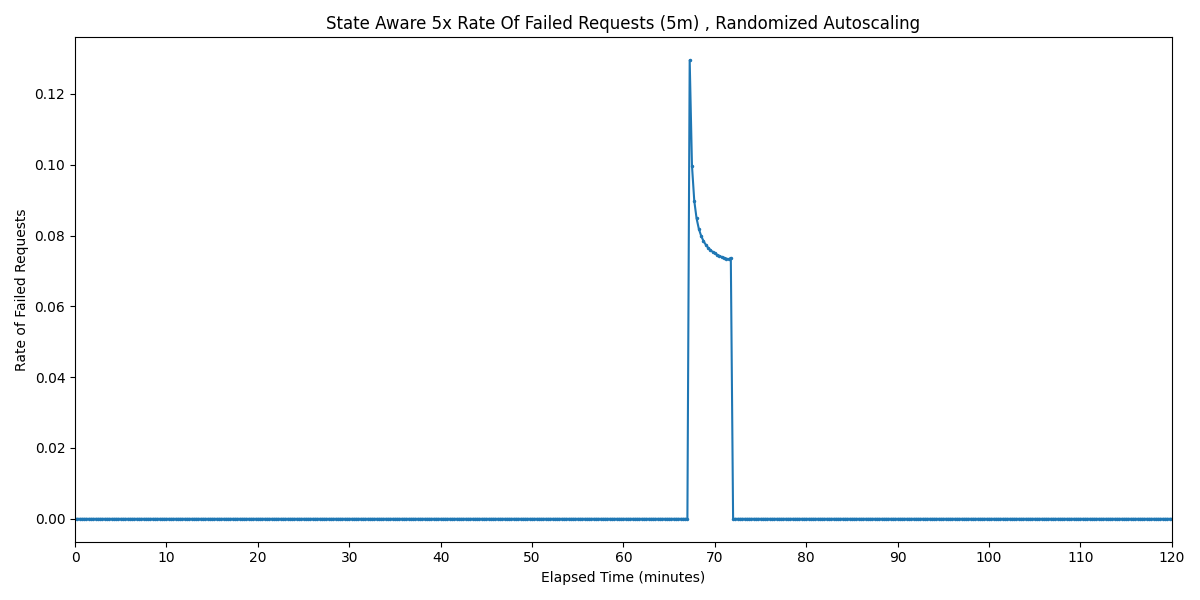 State Aware 5x Rate Of Failed Requests (5m) , Randomized Autoscaling
Rate of Failed Requests
0.12
0.10
0.08
0.06
0.04
0.02
0.00
0 10 20 30 40 50 60 70 80 90 100 110 120
Elapsed Time (minutes)